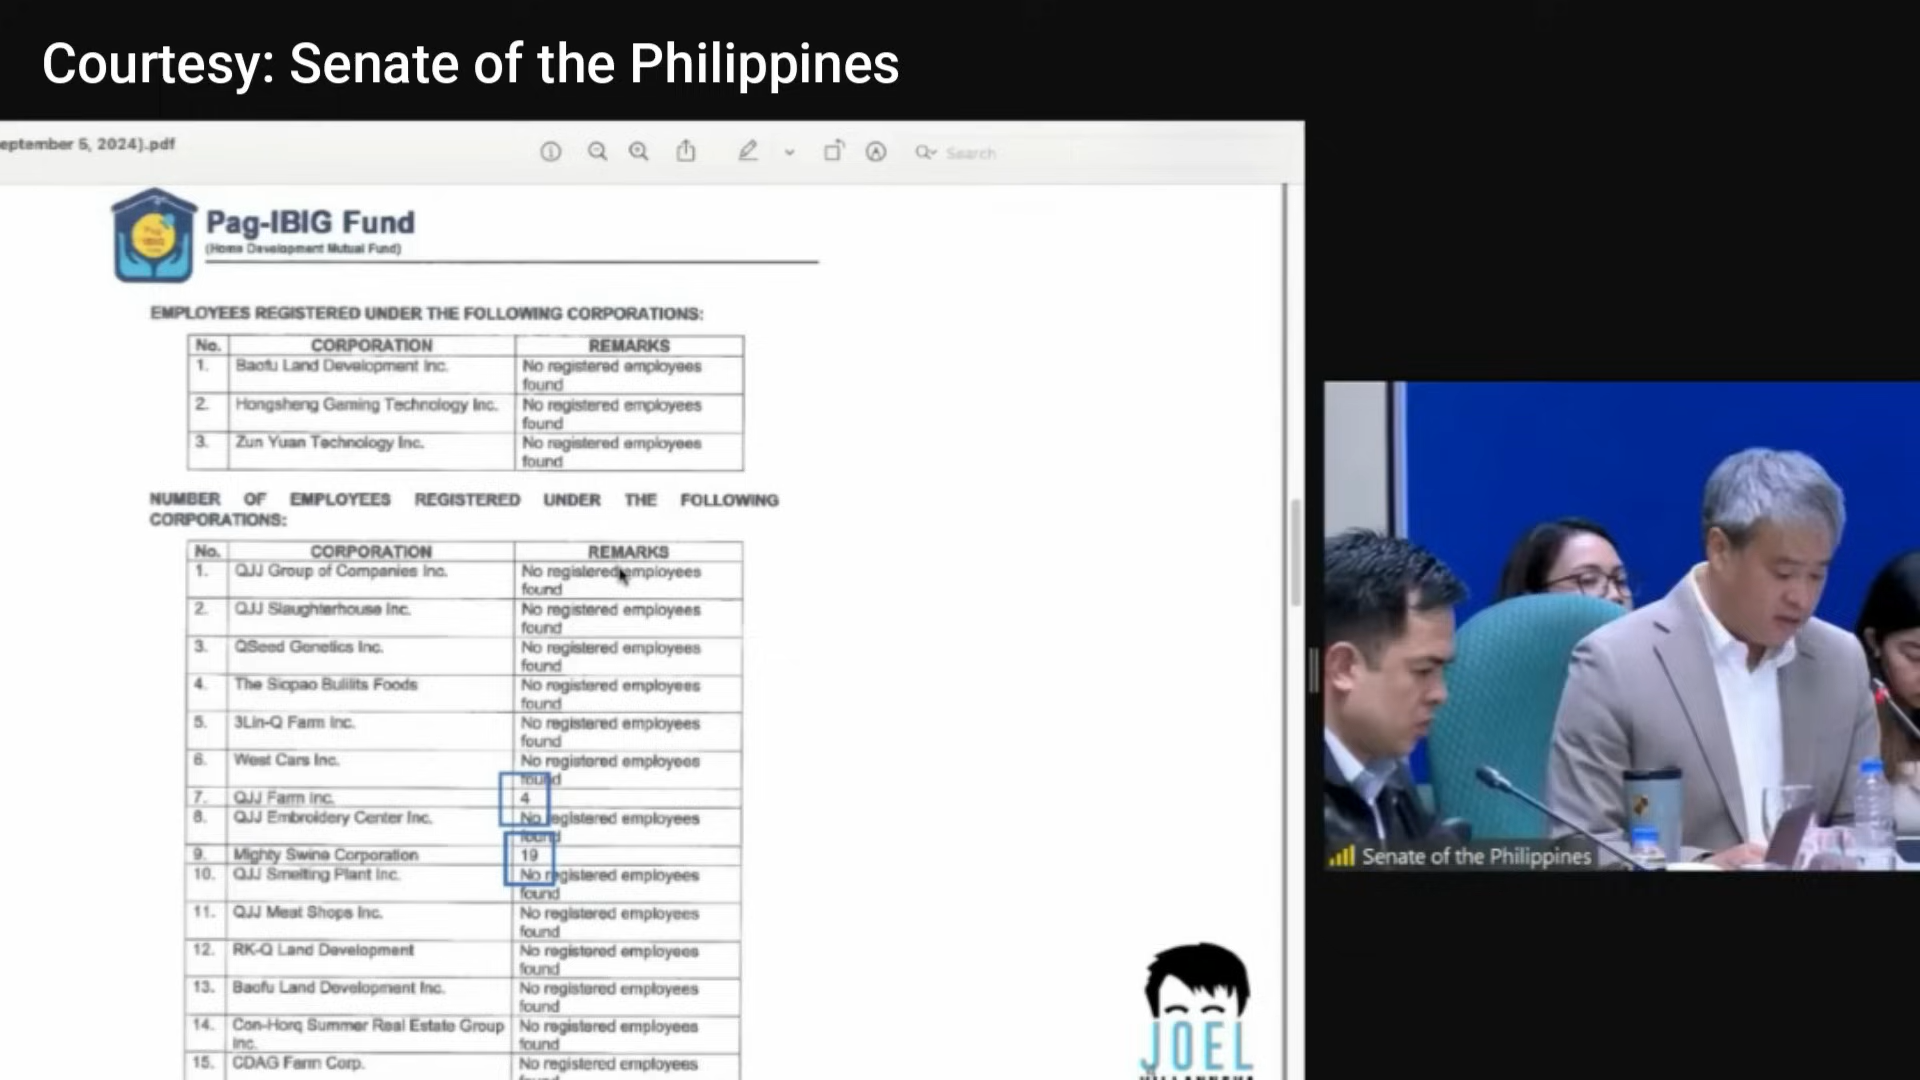 Courtesy: Senate of the Philippines
eptember 5, 2024].pdf
Search
Pag-IBIG Fund
(Home Development Mutual Fund)
EMPLOYEES REGISTERED UNDER THE FOLLOWING CORPORATIONS:
No. CORPORATION REMARKS
1. Baofu Land Development Inc. No registered employees
found
2. Hongsheng Gaming Technology Inc. No registered employees
found
3. Zun Yuan Technology Inc. No registered employees
found
NUMBER OF EMPLOYEES REGISTERED UNDER THE FOLLOWING
CORPORATIONS:
No. CORPORATION REMARKS
1. QJJ Group of Companies Inc. No registered employees
found
2. QJJ Slaughterhouse Inc. No registered employees
found
3. QSeed Genetics Inc. No registered employees
found
4. The Siopao Bulilits Foods No registered employees
found
5. 3Lin-Q Farm Inc. No registered employees
found
6. West Cars Inc. No registered employees
found
7. QJJ Farm Inc. 4
8. QJJ Embroidery Center Inc. No registered employees
found
9. Mighty Swine Corporation 19
10. QJJ Smelting Plant Inc. No registered employees
found
11. QJJ Meat Shops Inc. No registered employees
found
12. RK-Q Land Development No registered employees
found
13. Baofu Land Development Inc. No registered employees
found
14. Con-Horq Summer Real Estate Group No registered employees
Inc. found
15. CDAG Farm Corp. No registered employees
Senate of the Philippines
JOEL